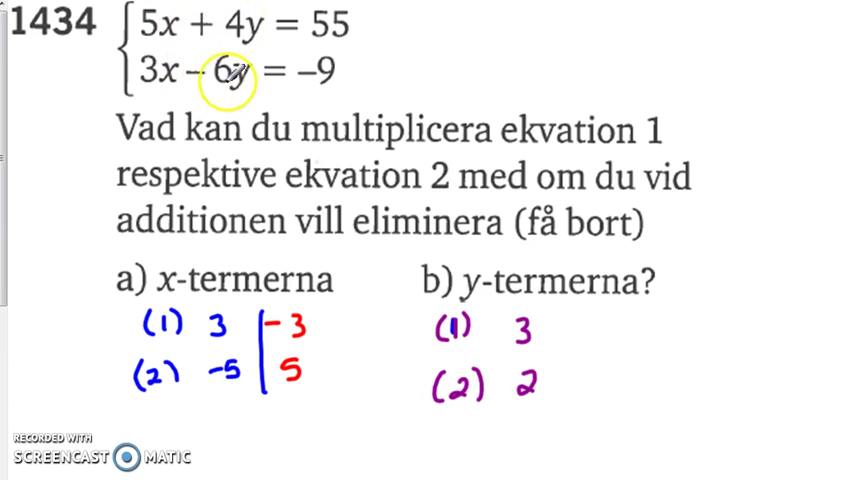 1434 5x + 4y = 55
3x – 6y = –9
Vad kan du multiplicera ekvation 1
respektive ekvation 2 med om du vid
additionen vill eliminera (få bort)
a) x-termerna b) y-termerna?
(1) 3 | -3 (1) 3
(2) -5 | 5 (2) 2
RECORDED WITH
SCREENCAST MATIC